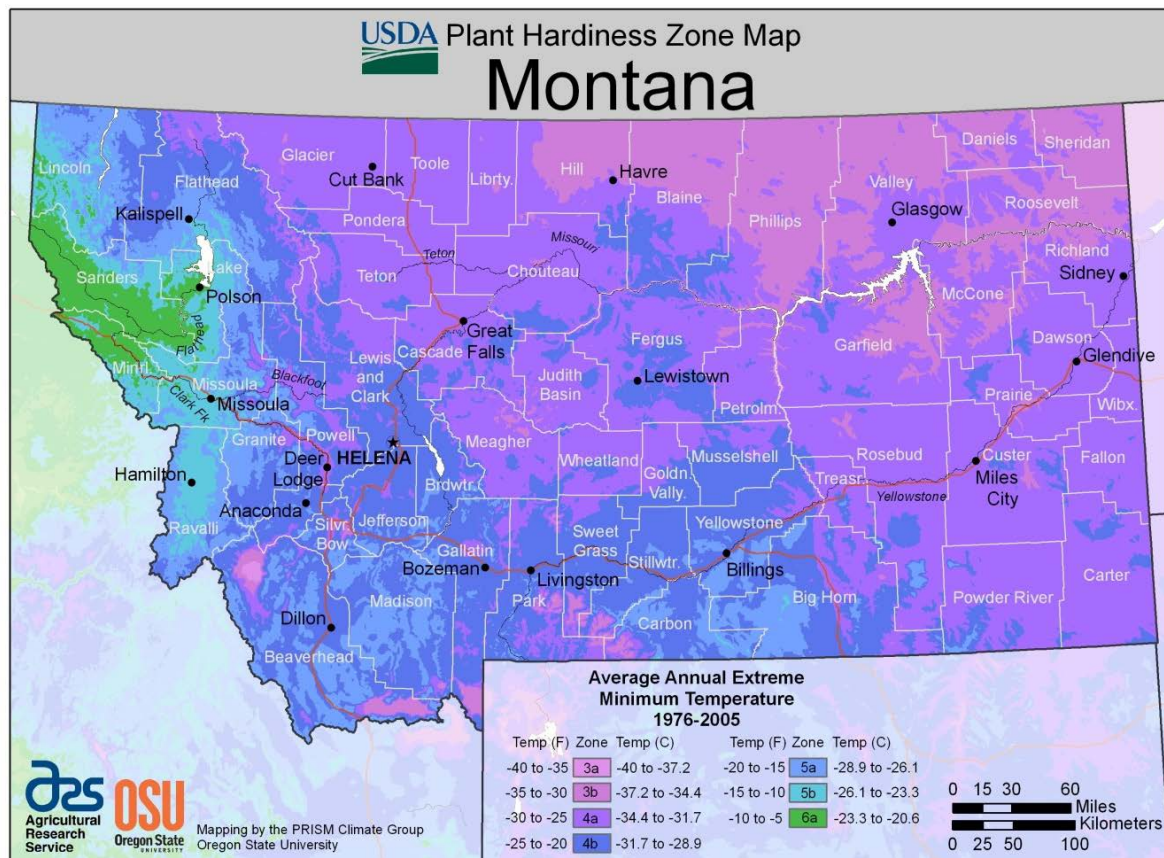 USDA Plant Hardiness Zone Map
Montana
Lincoln
Flathead
Glacier
Toole
Librty.
Hill
Havre
Blaine
Phillips
Valley
Daniels
Sheridan
Roosevelt
Cut Bank
Kalispell
Pondera
Glasgow
Richland
Sidney
Sanders
Lake
Polson
Teton
Teton
Missouri
Chouteau
McCone
Flathead
Great
Falls
Cascade
Lewis
and
Clark
Fergus
Lewistown
Judith
Basin
Petrolm.
Garfield
Dawson
Glendive
Prairie
Wibx.
Minrl.
Missoula
Blackfoot
Clark Fk
Missoula
Granite
Powell
Deer
Lodge
HELENA
Meagher
Wheatland
Goldn.
Vally.
Musselshell
Treasr.
Rosebud
Custer
Miles
City
Fallon
Yellowstone
Hamilton
Anaconda
Ravalli
Silvr.
Bow
Jefferson
Brdwtr.
Gallatin
Bozeman
Livingston
Park
Sweet
Grass
Stillwtr.
Yellowstone
Billings
Big Horn
Carbon
Powder River
Carter
Madison
Dillon
Beaverhead
Average Annual Extreme
Minimum Temperature
1976-2005
Temp (F) Zone Temp (C) Temp (F) Zone Temp (C)
-40 to -35 3a -40 to -37.2 -20 to -15 5a -28.9 to -26.1
-35 to -30 3b -37.2 to -34.4 -15 to -10 5b -26.1 to -23.3
-30 to -25 4a -34.4 to -31.7 -10 to -5 6a -23.3 to -20.6
-25 to -20 4b -31.7 to -28.9
0 15 30 60
Miles
Kilometers
0 25 50 100
ars
Agricultural
Research
Service
OSU
Oregon State
UNIVERSITY
Mapping by the PRISM Climate Group
Oregon State University